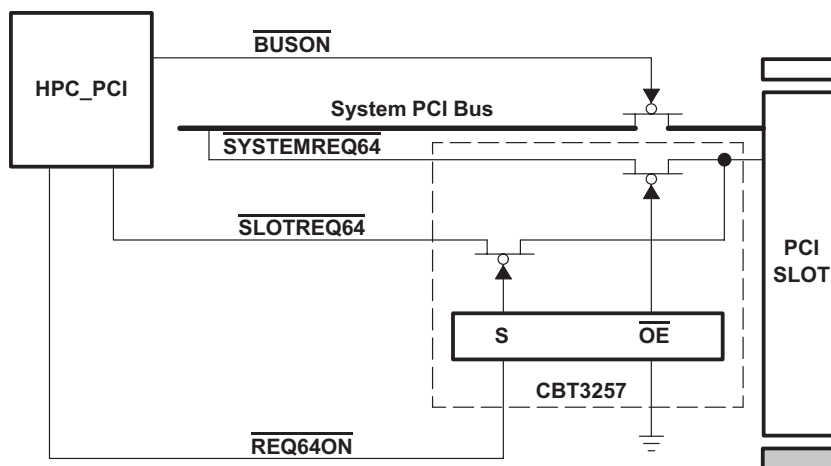 BUSON
HPC_PCI
System PCI Bus
SYSTEMREQ64
SLOTREQ64
PCI
SLOT
S
OE
CBT3257
REQ64ON